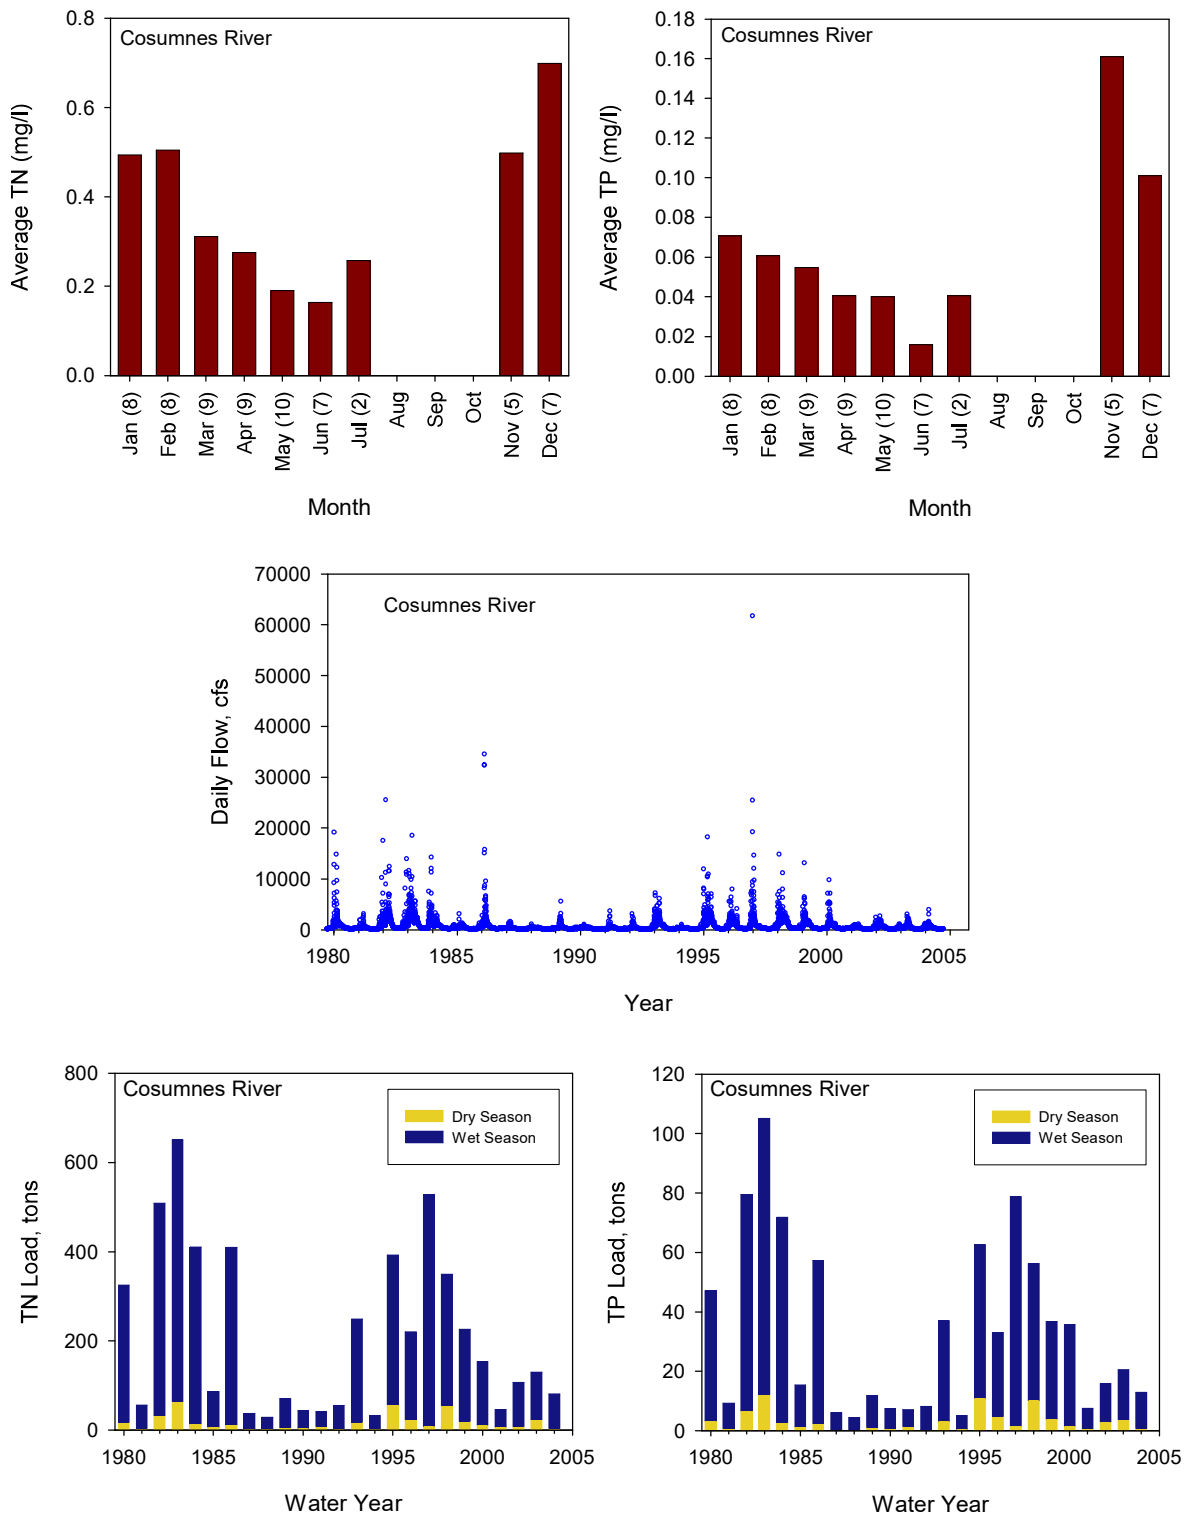 Cosumnes River
Average TN (mg/l)
0.8
0.6
0.4
0.2
0.0
Jan (8)
Feb (8)
Mar (9)
Apr (9)
May (10)
Jun (7)
Jul (2)
Aug
Sep
Oct
Nov (5)
Dec (7)
Month
Cosumnes River
Average TP (mg/l)
0.18
0.16
0.14
0.12
0.10
0.08
0.06
0.04
0.02
0.00
Jan (8)
Feb (8)
Mar (9)
Apr (9)
May (10)
Jun (7)
Jul (2)
Aug
Sep
Oct
Nov (5)
Dec (7)
Month
Cosumnes River
Daily Flow, cfs
70000
60000
50000
40000
30000
20000
10000
0
1980 1985 1990 1995 2000 2005
Year
Cosumnes River
Dry Season
Wet Season
TN Load, tons
800
600
400
200
0
1980 1985 1990 1995 2000 2005
Water Year
Cosumnes River
Dry Season
Wet Season
TP Load, tons
120
100
80
60
40
20
0
1980 1985 1990 1995 2000 2005
Water Year